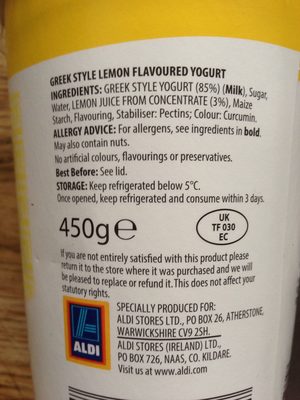 GREEK STYLE LEMON FLAVOURED YOGURT
INGREDIENTS: GREEK STYLE YOGURT (85%) (Milk), Sugar,
Water, LEMON JUICE FROM CONCENTRATE (3%), Maize
Starch, Flavouring, Stabiliser: Pectins; Colour: Curcumin.
ALLERGY ADVICE: For allergens, see ingredients in bold.
May also contain nuts.
No artificial colours, flavourings or preservatives.
Best Before: See lid.
STORAGE: Keep refrigerated below 5°C.
Once opened, keep refrigerated and consume within 3 days.
450g℮
UK
TF 030
EC
If you are not entirely satisfied with this product please
return it to the store where it was purchased and we will
be pleased to replace or refund it. This does not affect your
statutory rights.
ALDI
SPECIALLY PRODUCED FOR:
ALDI STORES LTD., PO BOX 26, ATHERSTONE,
WARWICKSHIRE CV9 2SH.
ALDI STORES (IRELAND) LTD.,
PO BOX 726, NAAS, CO. KILDARE.
Visit us at www.aldi.com